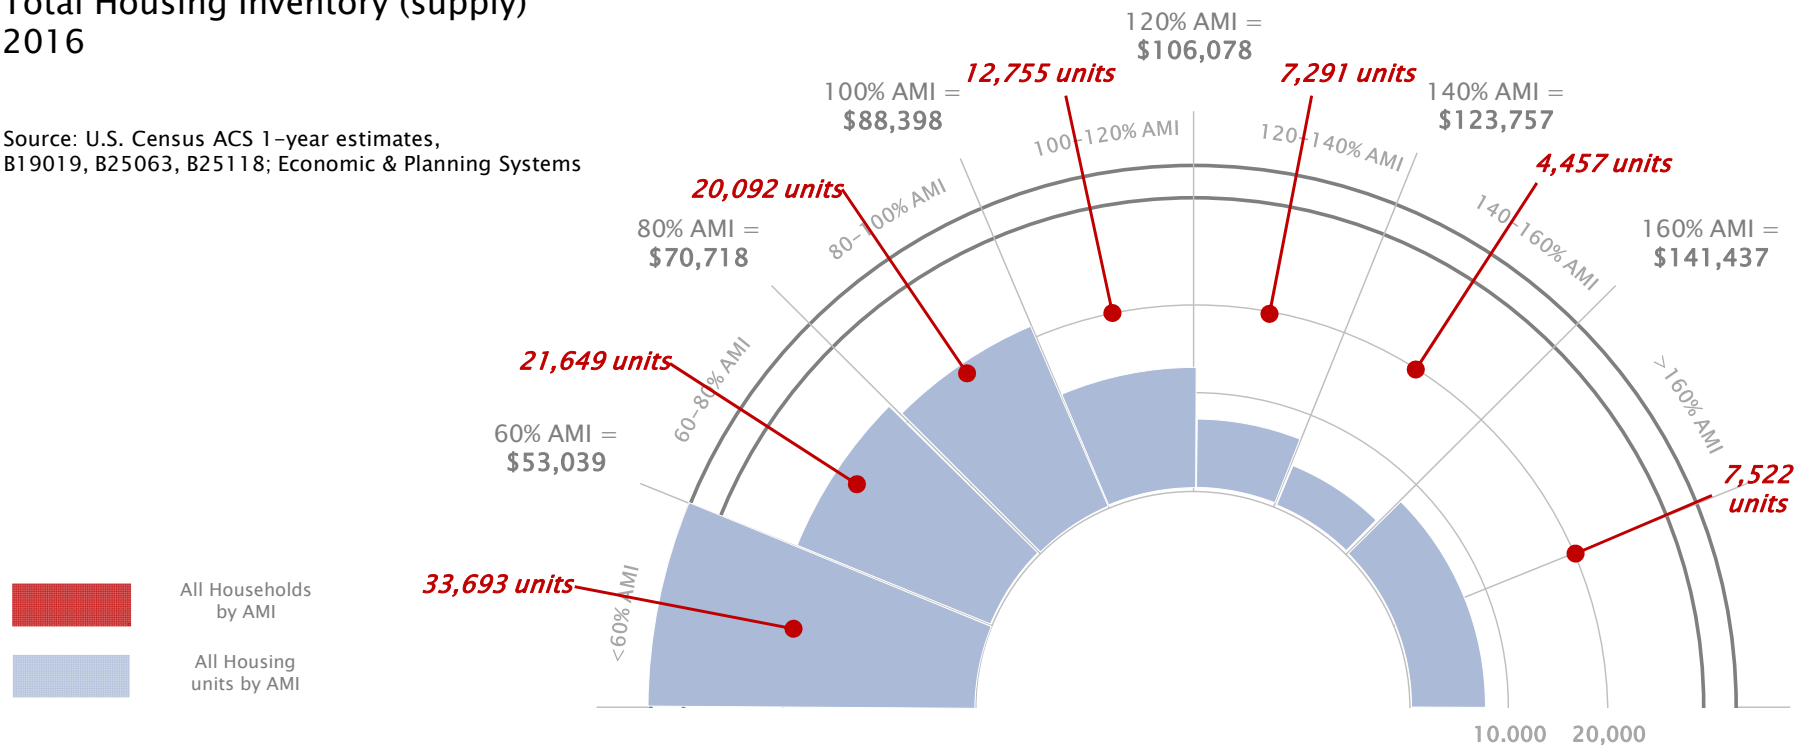 Total Housing Inventory (supply)
2016
Source: U.S. Census ACS 1-year estimates,
B19019, B25063, B25118; Economic & Planning Systems
120% AMI =
$106,078
12,755 units
7,291 units
100% AMI =
$88,398
140% AMI =
$123,757
100-120% AMI
120-140% AMI
4,457 units
20,092 units
80-100% AMI
140-160% AMI
80% AMI =
$70,718
160% AMI =
$141,437
21,649 units
60-80% AMI
>160% AMI
60% AMI =
$53,039
7,522
units
33,693 units
<60% AMI
All Households
by AMI
All Housing
units by AMI
10.000
20,000